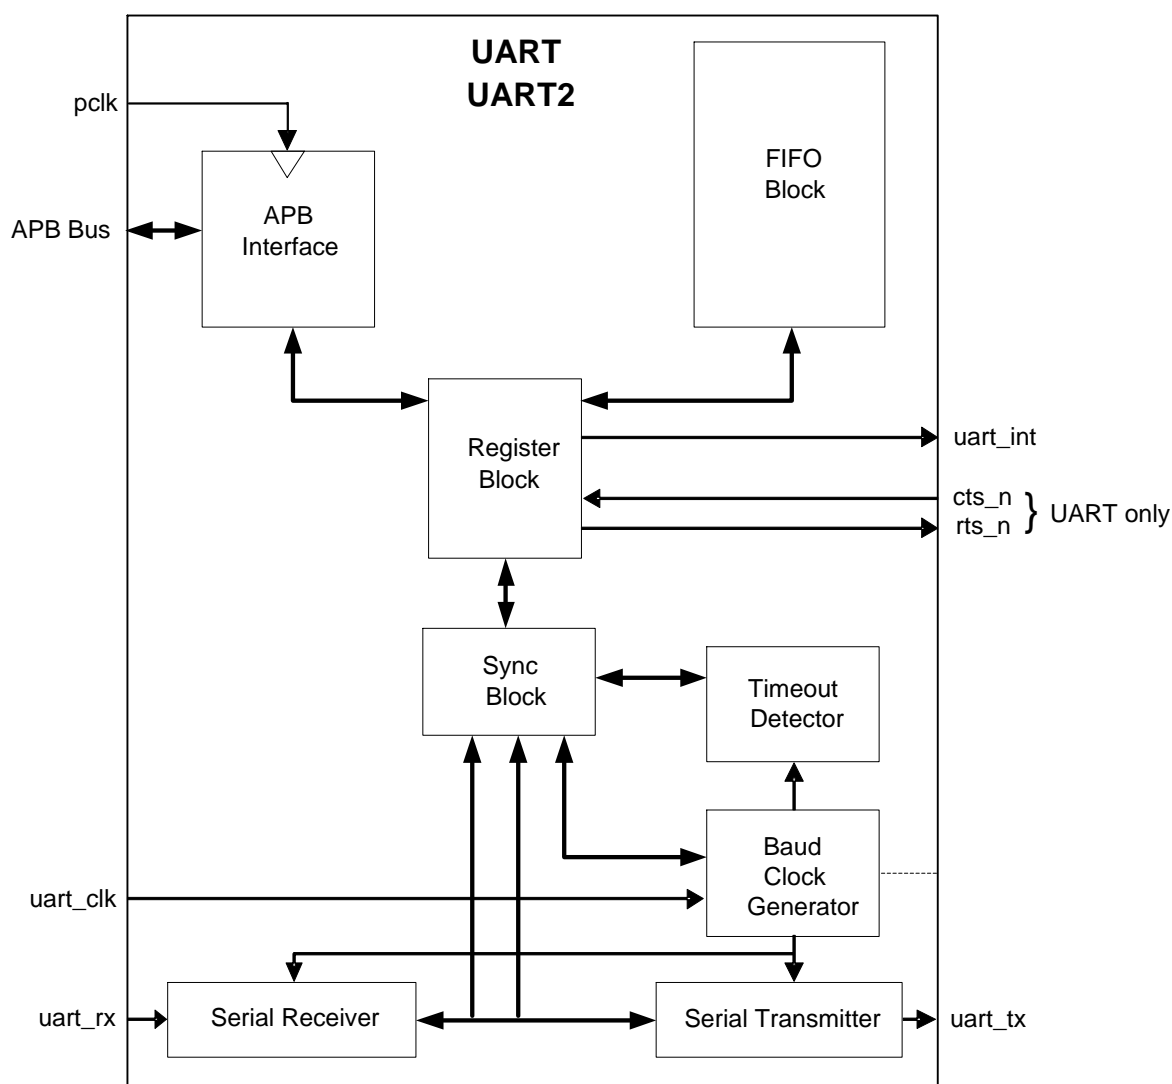 UART
UART2
pclk
FIFO
Block
APB Bus
APB
Interface
Register
Block
uart_int
cts_n
rts_n
} UART only
Sync
Block
Timeout
Detector
Baud
Clock
Generator
uart_clk
uart_rx
Serial Receiver
Serial Transmitter
uart_tx